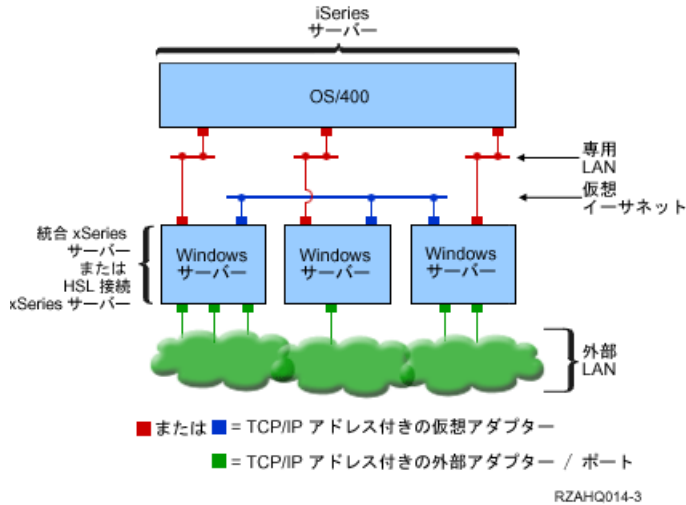 iSeries
サーバー
OS/400
専用
LAN
仮想
イーサネット
統合 xSeries
サーバー
または
HSL 接続
xSeries サーバー
Windows
サーバー
Windows
サーバー
Windows
サーバー
外部
LAN
または = TCP/IP アドレス付きの仮想アダプター
= TCP/IP アドレス付きの外部アダプター / ポート
RZAHQ014-3